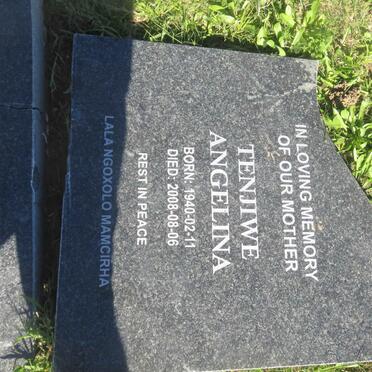 IN LOVING MEMORY
OF OUR MOTHER
TENJIWE
ANGELINA
BORN: 1940-02-11
DIED: 2008-08-06
REST IN PEACE
LALA NGOXOLO MAMCIRHA